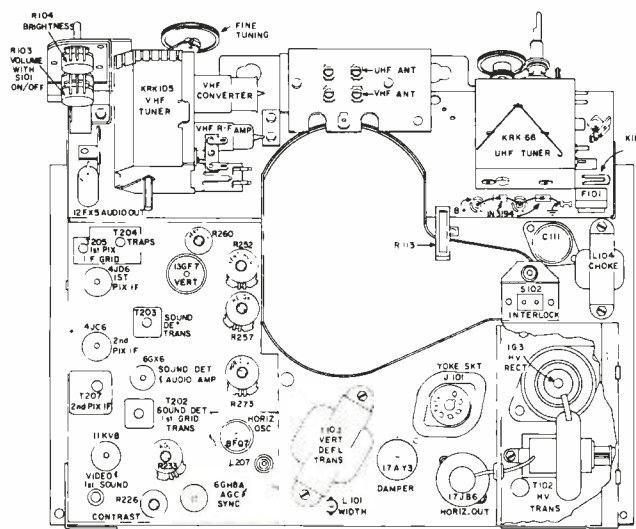 R104
BRIGHTNESS
R103
VOLUME
WITH
S101
ON/OFF
FINE
TUNING
KRK105
VHF
TUNER
VHF
CONVERTER
VHF R-F AMP
UHF ANT
VHF ANT
KRK 66
UHF TUNER
F101
12FX5 AUDIO OUT
IN3194
B+
R113
C111
L104
CHOKE
S102
INTERLOCK
T204
TRAPS
T205
1st PIX
IF GRID
R260
4JD6
1ST
PIX IF
13GF7
VERT
R252
T203
SOUND
DET
TRANS
R257
4JC6
2nd
PIX IF
6GX6
SOUND DET
& AUDIO AMP
R273
T207
2nd PIX IF
T202
SOUND DET
1st GRID
TRANS
HORIZ
OSC
8FQ7
L207
11KV8
VIDEO &
1st SOUND
R233
R226
CONTRAST
6GH8A
AGC &
SYNC
T103
VERT
DEFL
TRANS
L101
WIDTH
YOKE SKT
J101
17AY3
DAMPER
17JB6
HORIZ. OUT
1G3
HV
RECT
T102
HV
TRANS